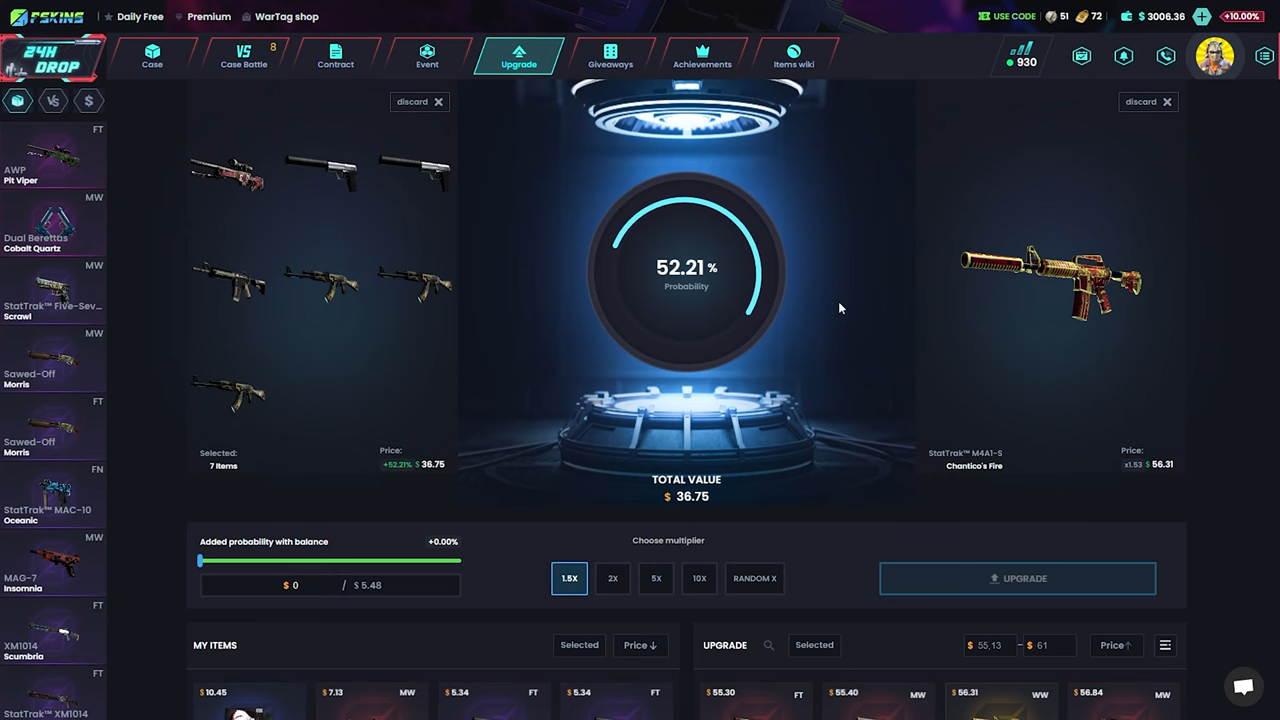 FSKINS
Daily Free
Premium
WarTag shop
USE CODE
51
72
$ 3006.36
+10.00%
24H
DROP
Case
VS
8
Case Battle
Contract
Event
Upgrade
Giveaways
Achievements
Items wiki
930
VS
$
FT
AWP
Pit Viper
MW
Dual Berettas
Cobalt Quartz
MW
StatTrak™ Five-Sev...
Scrawl
MW
Sawed-Off
Morris
FT
Sawed-Off
Morris
FN
StatTrak™ MAC-10
Oceanic
MW
MAG-7
Insomnia
FT
XM1014
Scumbria
FT
StatTrak™ XM1014
discard
Selected:
7 Items
Price:
+52.21% $ 36.75
52.21 %
Probability
TOTAL VALUE
$ 36.75
discard
StatTrak™ M4A1-S
Chantico's Fire
Price:
x1.53 $ 56.31
Added probability with balance
+0.00%
$ 0 / $ 5.48
Choose multiplier
1.5X
2X
5X
10X
RANDOM X
UPGRADE
MY ITEMS
Selected
Price
$ 10.45
$ 7.13
MW
$ 5.34
FT
$ 5.34
FT
UPGRADE
Selected
$ 55,13 - $ 61
Price
$ 55.30
FT
$ 55.40
MW
$ 56.31
WW
$ 56.84
MW